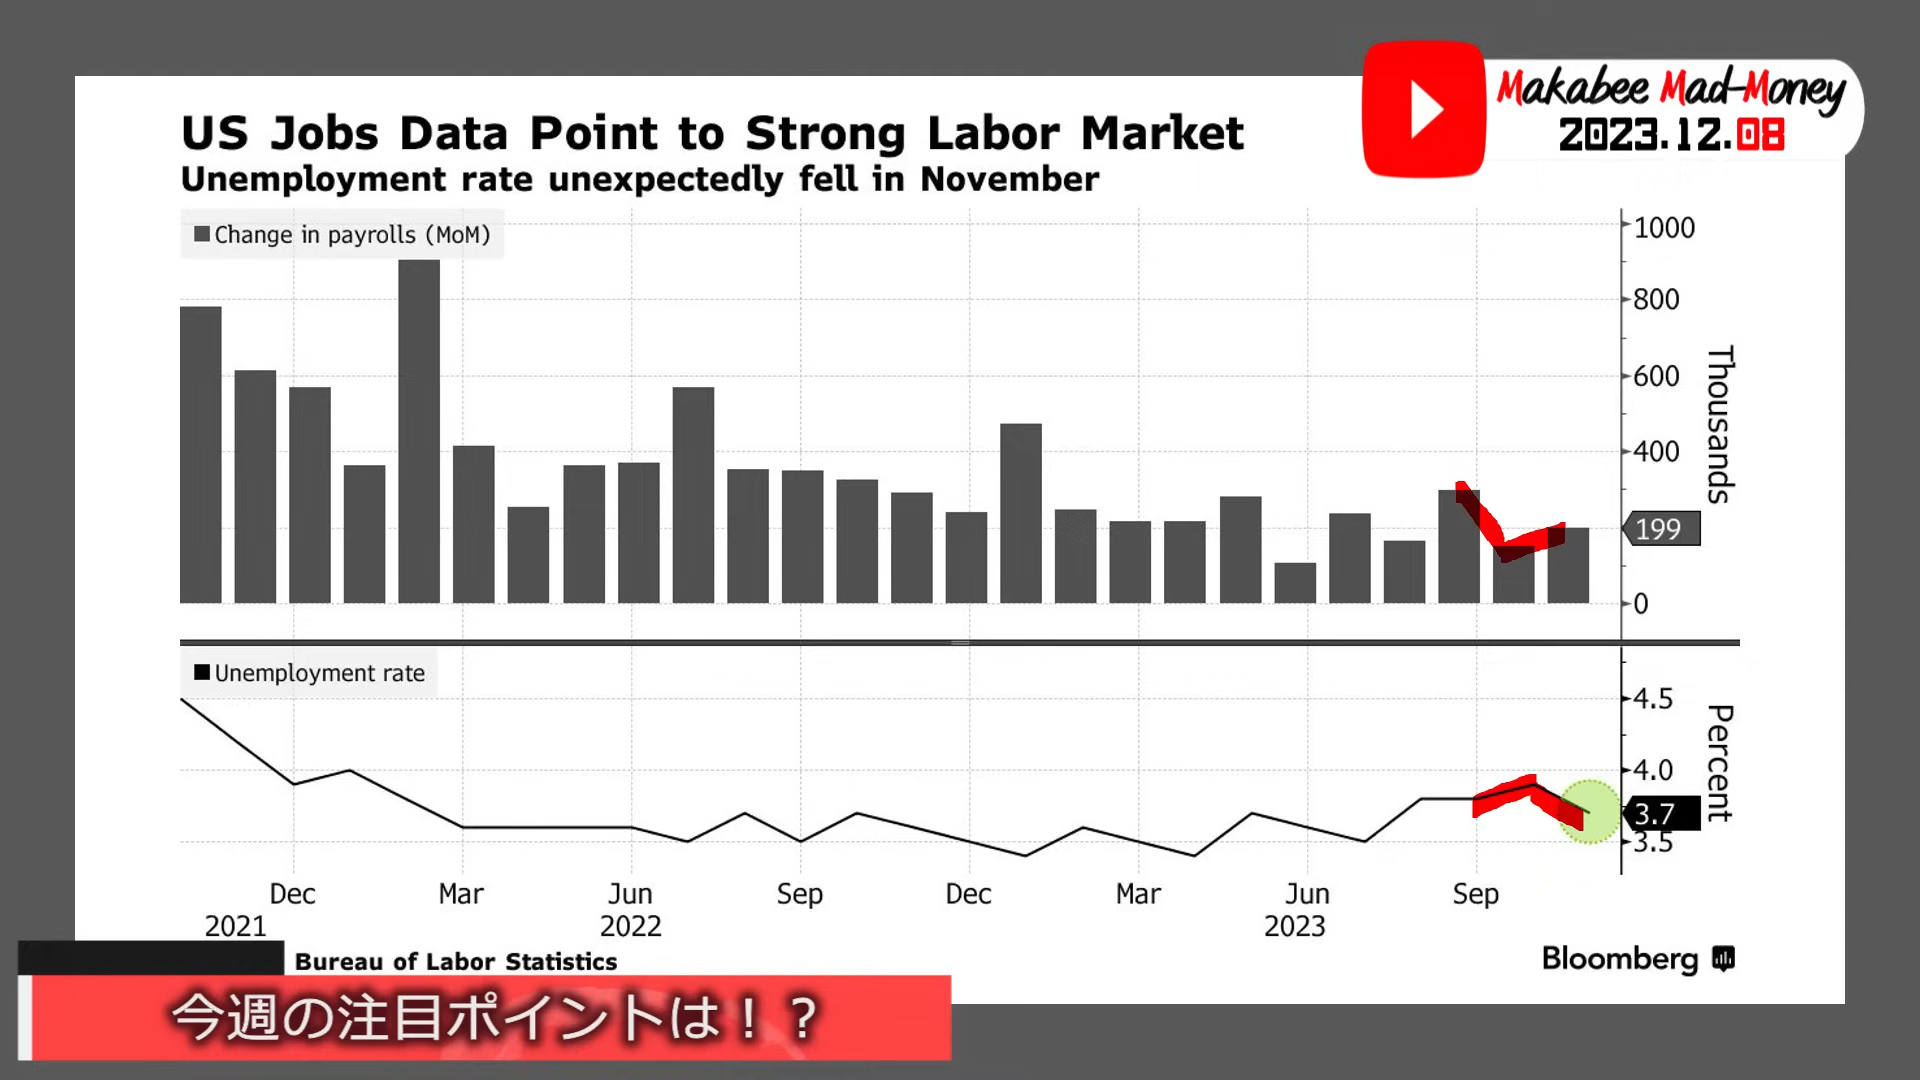 Makabee Mad-Money
2023.12.08
US Jobs Data Point to Strong Labor Market
Unemployment rate unexpectedly fell in November
Change in payrolls (MoM)
1000
800
600
400
199
0
Thousands
Unemployment rate
4.5
4.0
3.7
3.5
Percent
Dec Mar Jun Sep Dec Mar Jun Sep
2021 2022 2023
Bureau of Labor Statistics
Bloomberg
今週の注目ポイントは！？